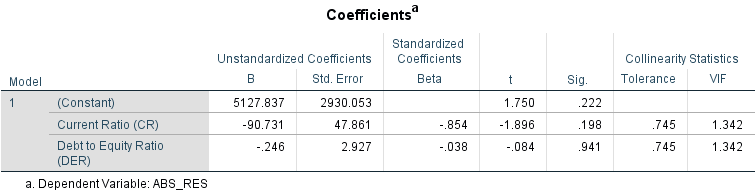 Coefficientsa
Unstandardized Coefficients Standardized Coefficients Collinearity Statistics
Model B Std. Error Beta t Sig. Tolerance VIF
1 (Constant) 5127.837 2930.053 1.750 .222
Current Ratio (CR) -90.731 47.861 -.854 -1.896 .198 .745 1.342
Debt to Equity Ratio (DER) -.246 2.927 -.038 -.084 .941 .745 1.342
a. Dependent Variable: ABS_RES